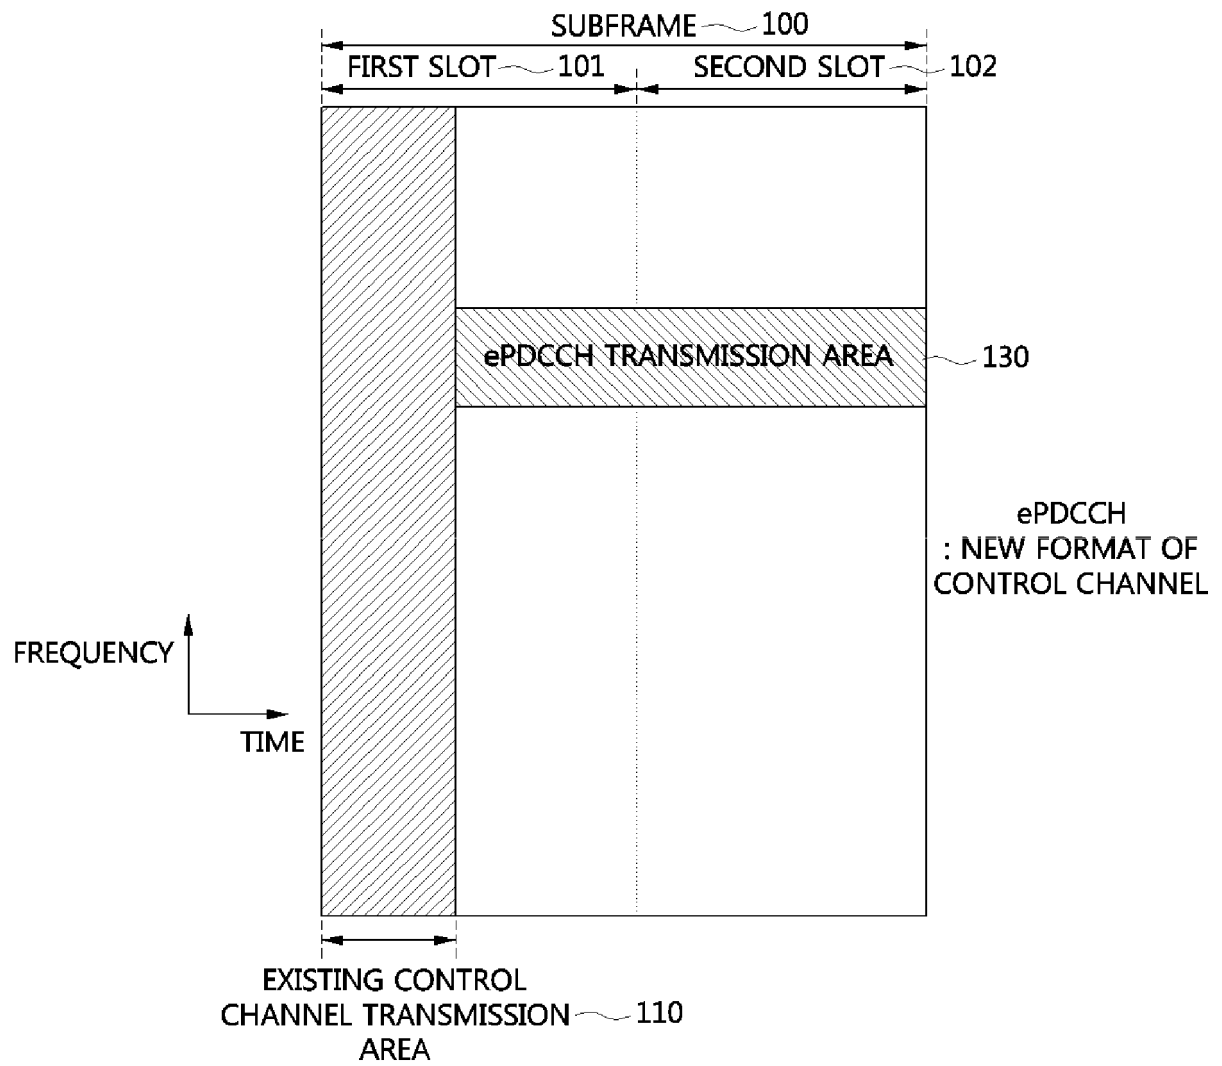 SUBFRAME 100
FIRST SLOT 101 SECOND SLOT 102
ePDCCH TRANSMISSION AREA 130
ePDCCH
: NEW FORMAT OF
CONTROL CHANNEL
FREQUENCY
TIME
EXISTING CONTROL
CHANNEL TRANSMISSION 110
AREA